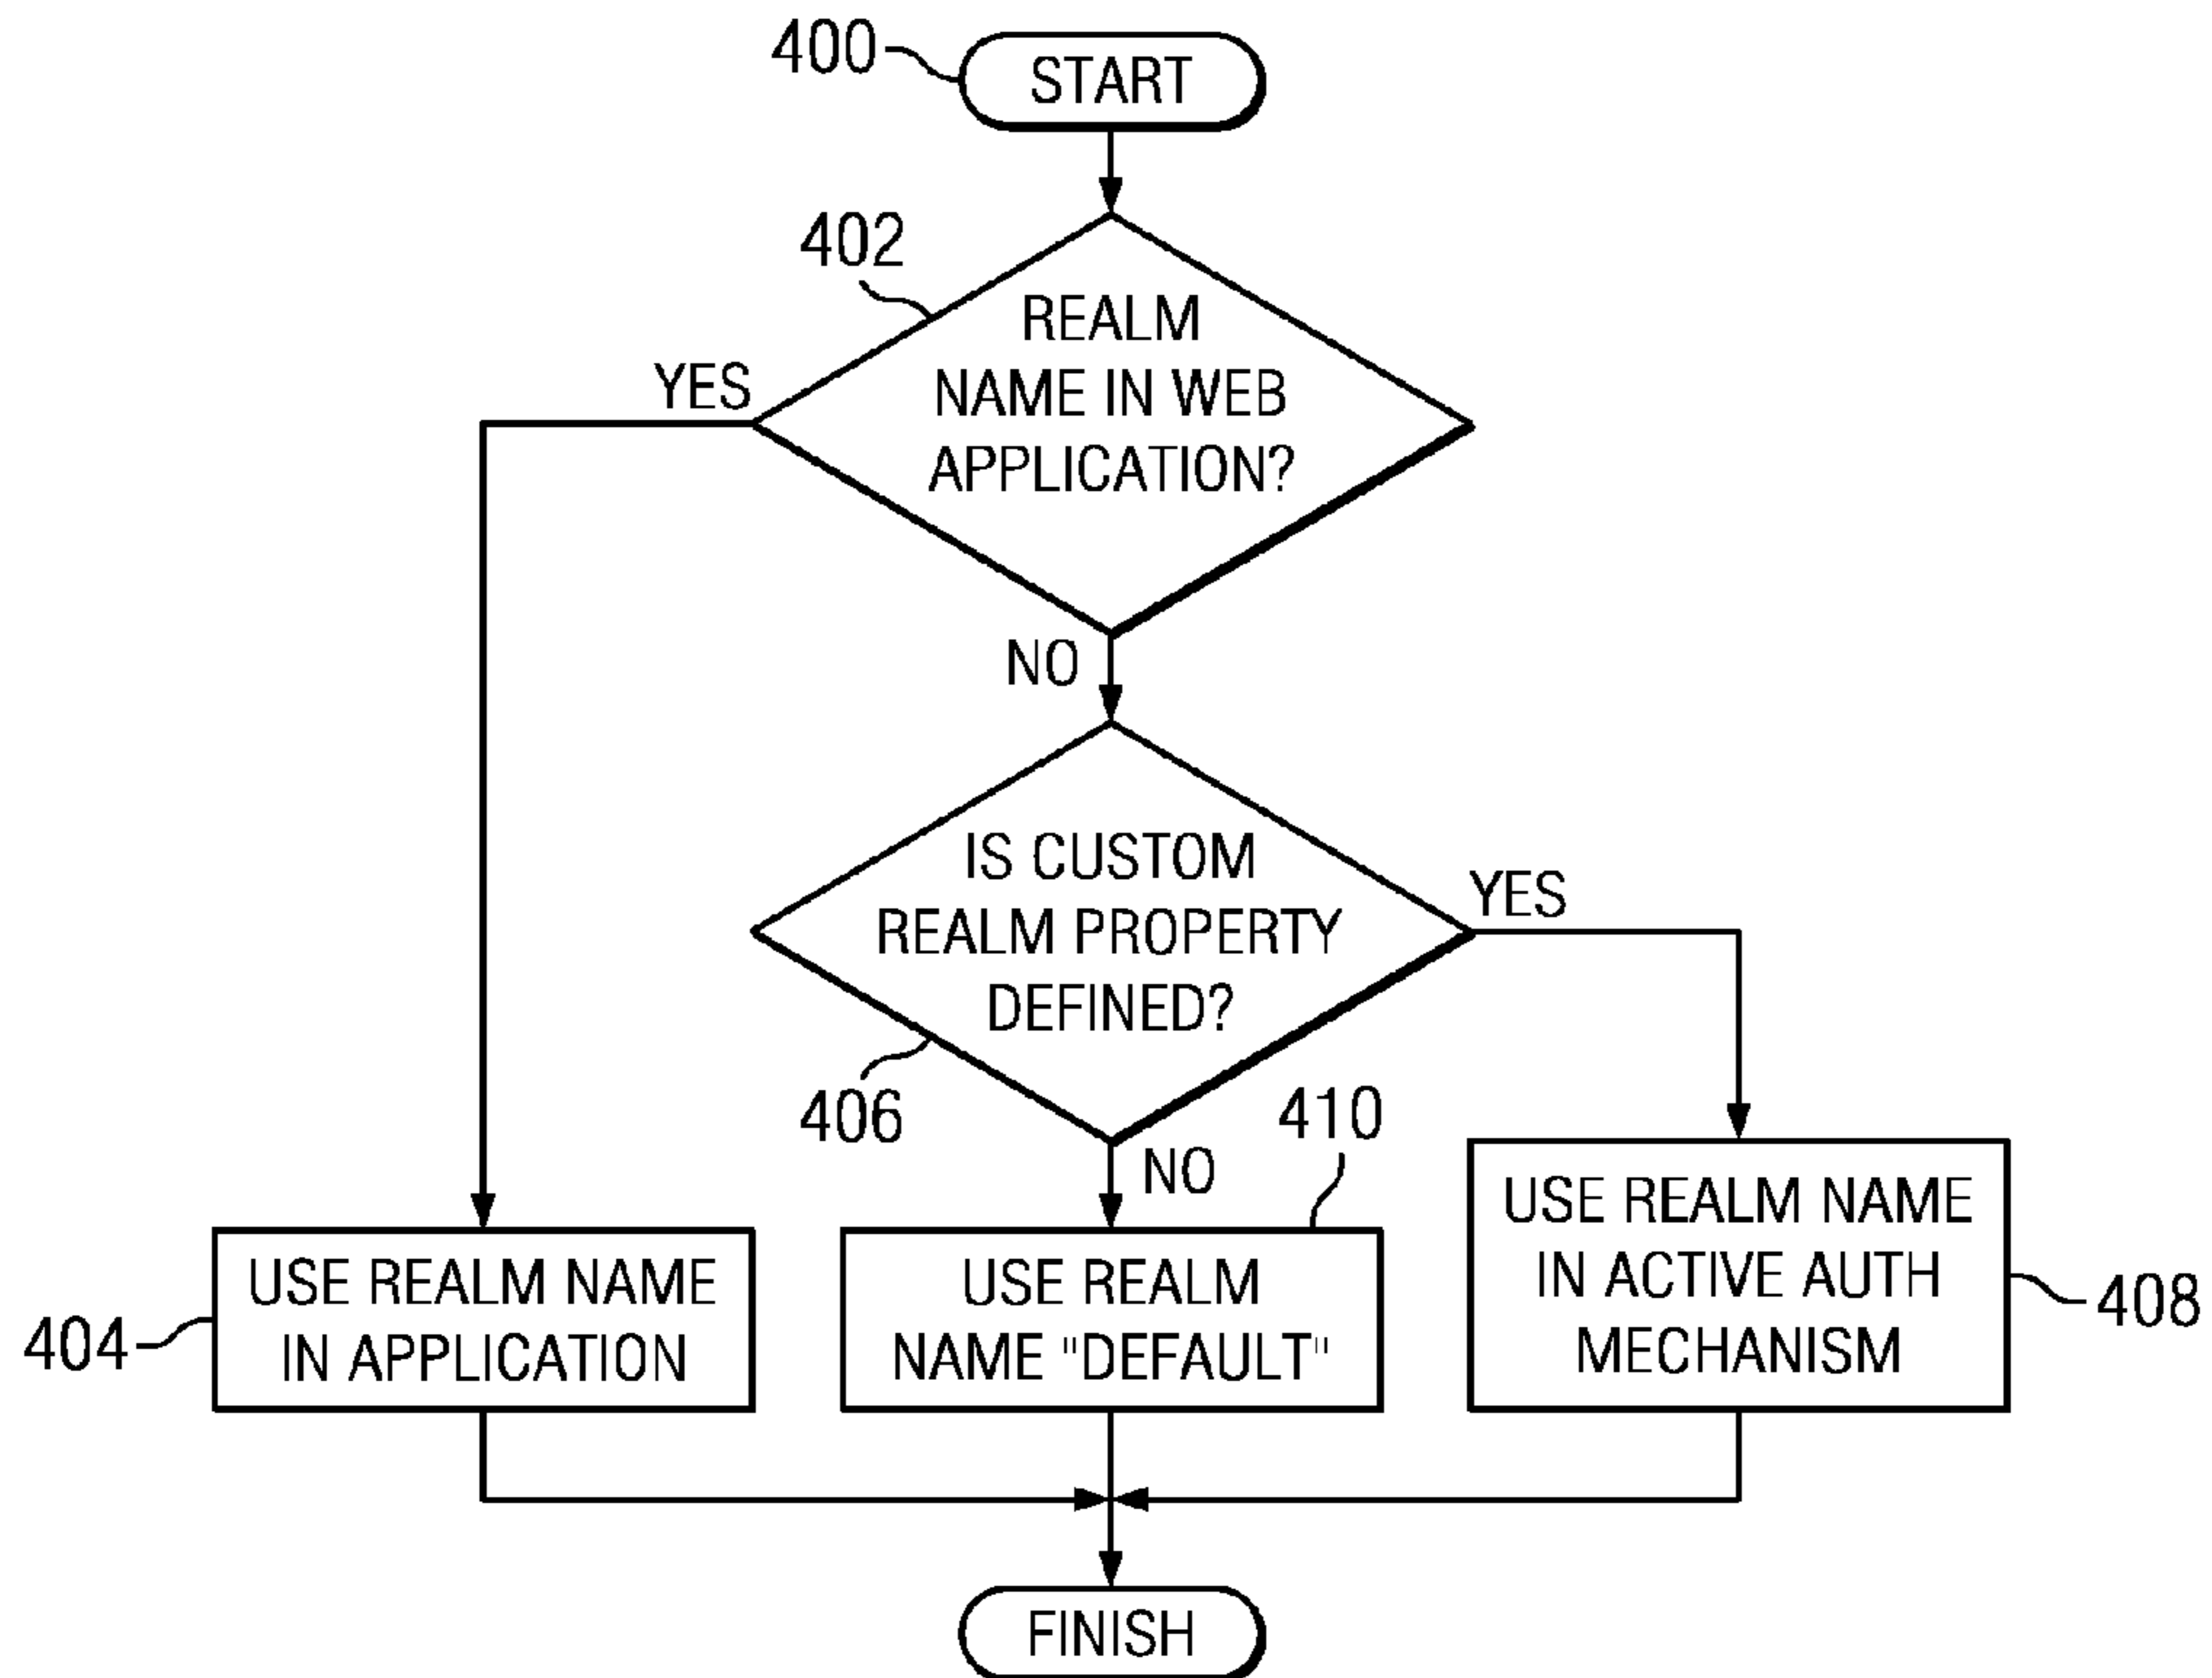 400
START
402
REALM
NAME IN WEB
APPLICATION?
YES
NO
IS CUSTOM
REALM PROPERTY
DEFINED?
YES
406
410
NO
USE REALM NAME
IN APPLICATION
404
USE REALM
NAME "DEFAULT"
USE REALM NAME
IN ACTIVE AUTH
MECHANISM
408
FINISH